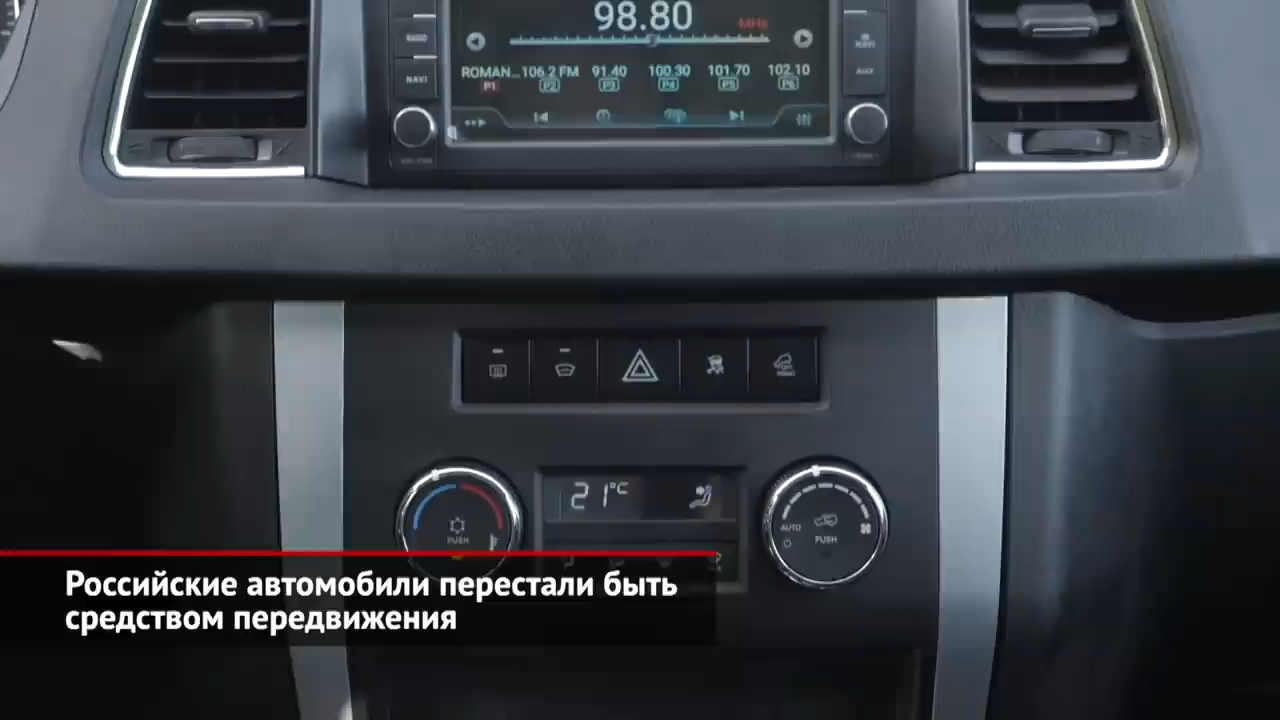 98.80
MHz
RADIO
NAVI
AUX
ROMAN... 106.2 FM 91.40 100.30 101.70 102.10
P1 P2 P3 P4 P5 P6
21°C
PUSH
AUTO
PUSH
Российские автомобили перестали быть
средством передвижения